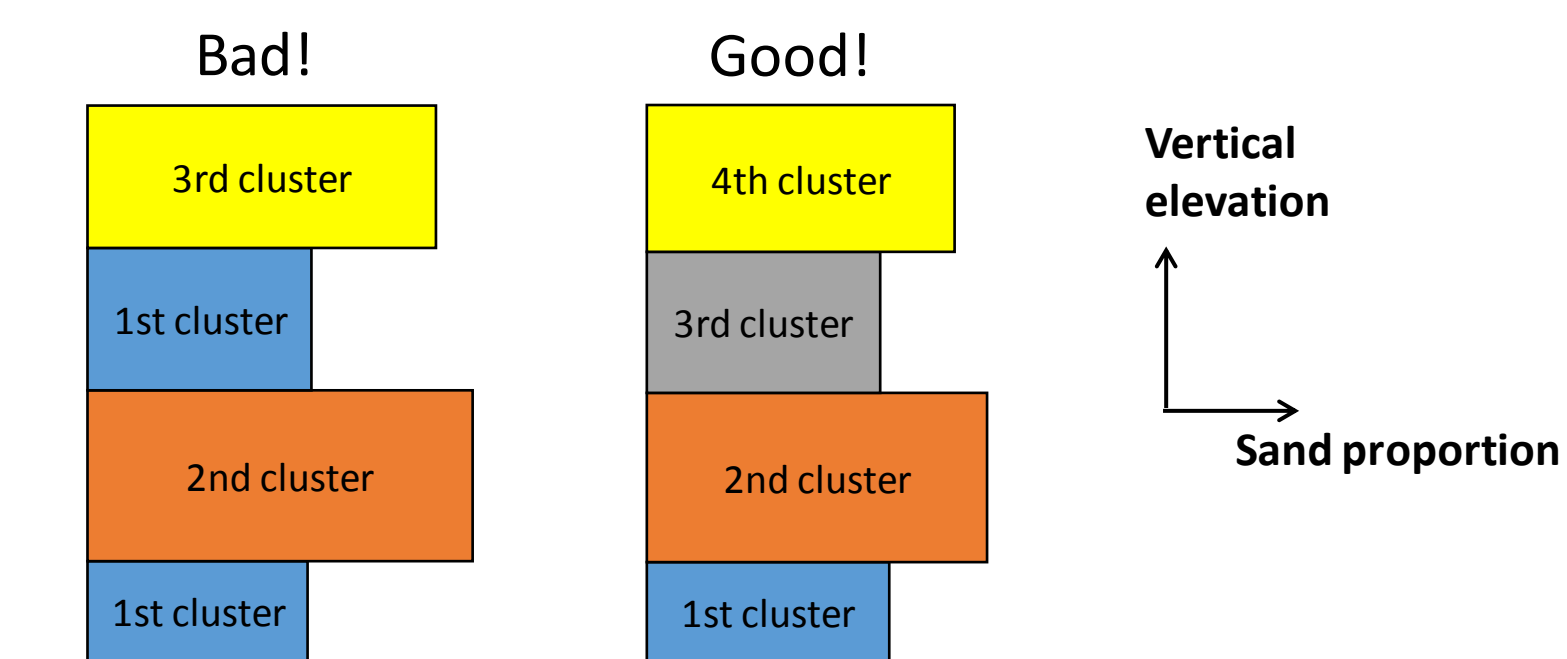 Bad!
3rd cluster
1st cluster
2nd cluster
1st cluster
Good!
4th cluster
3rd cluster
2nd cluster
1st cluster
Vertical
elevation
Sand proportion